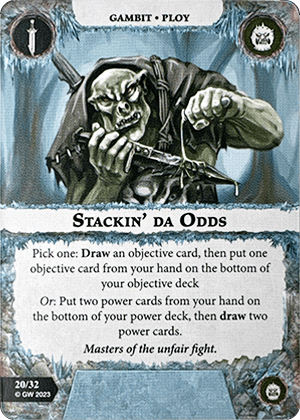 GAMBIT • PLOY
STACKIN’ DA ODDS
Pick one: Draw an objective card, then put one
objective card from your hand on the bottom of
your objective deck
Or: Put two power cards from your hand on
the bottom of your power deck, then draw two
power cards.
Masters of the unfair fight.
20/32
© GW 2023